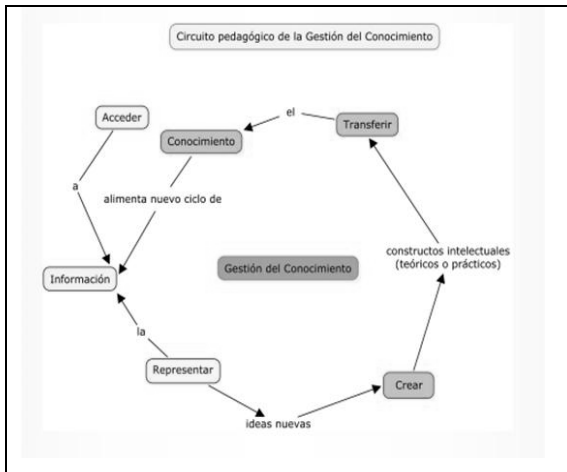 Circuito pedagógico de la Gestión del Conocimiento
Acceder
el
Transferir
Conocimiento
a
alimenta nuevo ciclo de
constructos intelectuales
(teóricos o prácticos)
Información
Gestión del Conocimiento
la
Representar
Crear
ideas nuevas